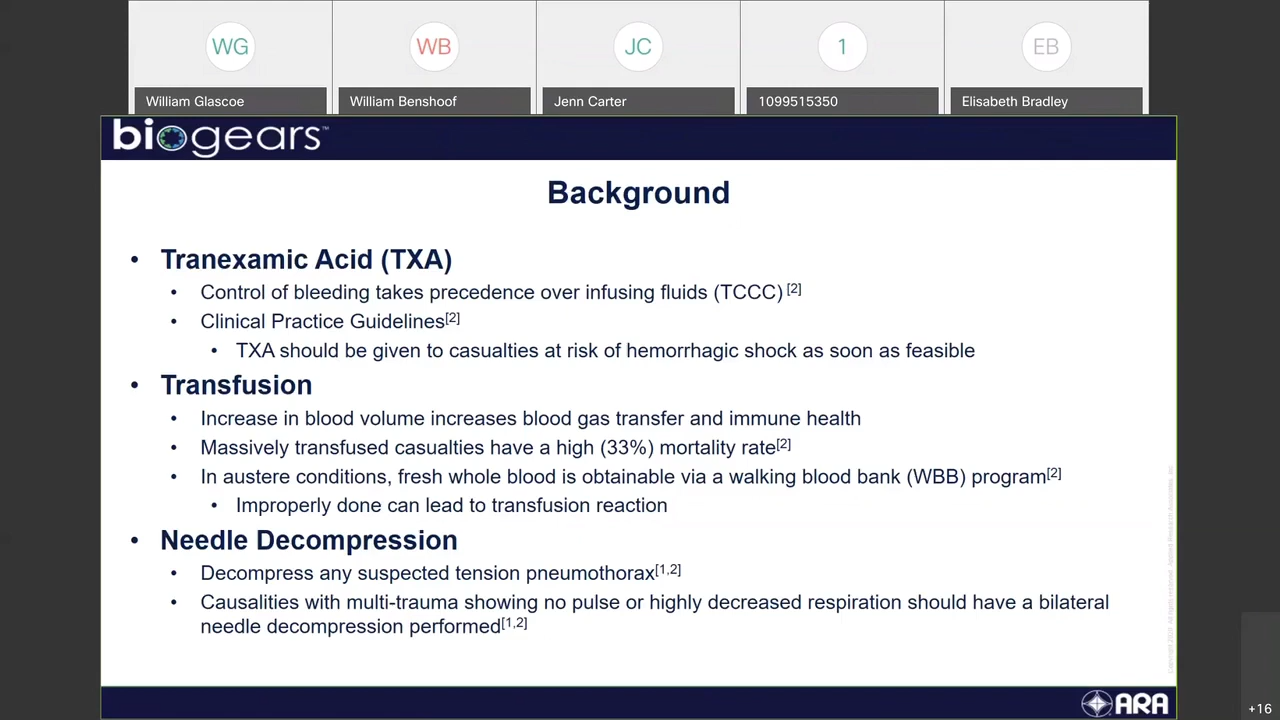 WG
WB
JC
1
EB
William Glascoe
William Benshoof
Jenn Carter
1099515350
Elisabeth Bradley
biogears™
Background
• Tranexamic Acid (TXA)
• Control of bleeding takes precedence over infusing fluids (TCCC) [2]
• Clinical Practice Guidelines[2]
• TXA should be given to casualties at risk of hemorrhagic shock as soon as feasible
• Transfusion
• Increase in blood volume increases blood gas transfer and immune health
• Massively transfused casualties have a high (33%) mortality rate[2]
• In austere conditions, fresh whole blood is obtainable via a walking blood bank (WBB) program[2]
• Improperly done can lead to transfusion reaction
• Needle Decompression
• Decompress any suspected tension pneumothorax[1,2]
• Causalities with multi-trauma showing no pulse or highly decreased respiration should have a bilateral
needle decompression performed[1,2]
ARA
+16